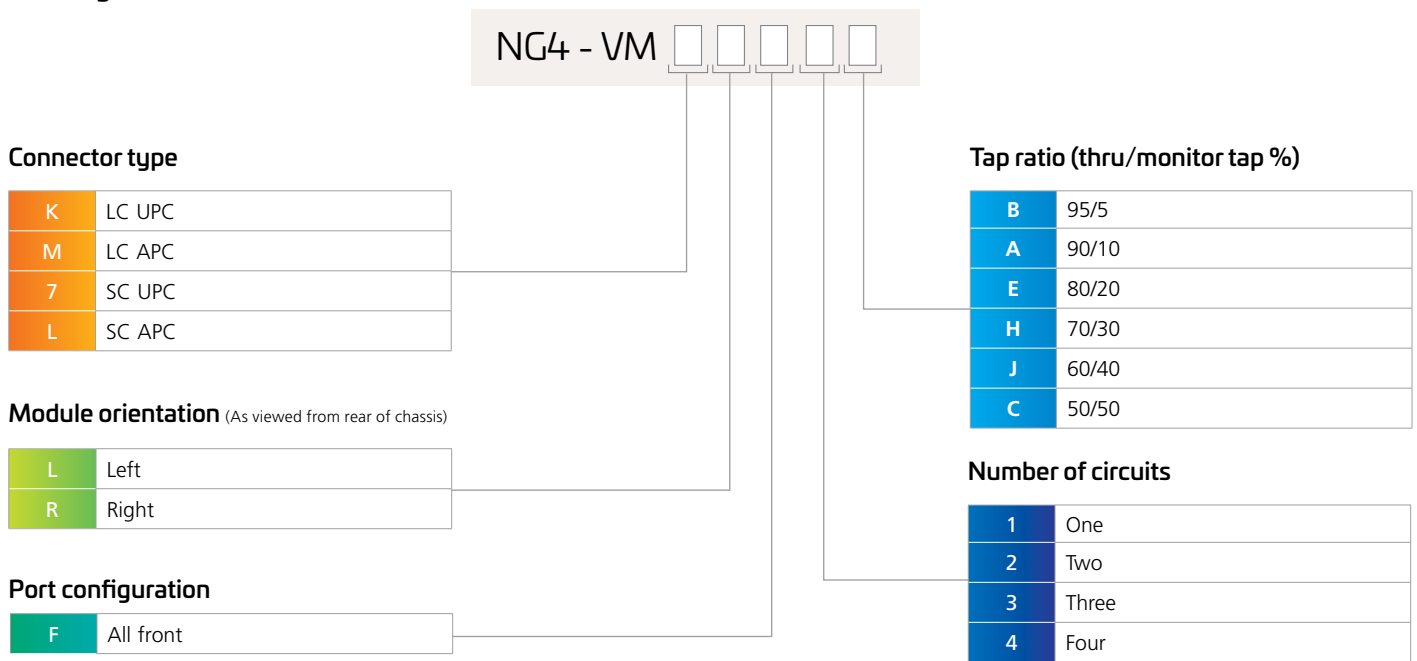 NG4 - VM
Connector type
K LC UPC
M LC APC
7 SC UPC
L SC APC
Module orientation (As viewed from rear of chassis)
L Left
R Right
Port configuration
F All front
Tap ratio (thru/monitor tap %)
B 95/5
A 90/10
E 80/20
H 70/30
J 60/40
C 50/50
Number of circuits
1 One
2 Two
3 Three
4 Four